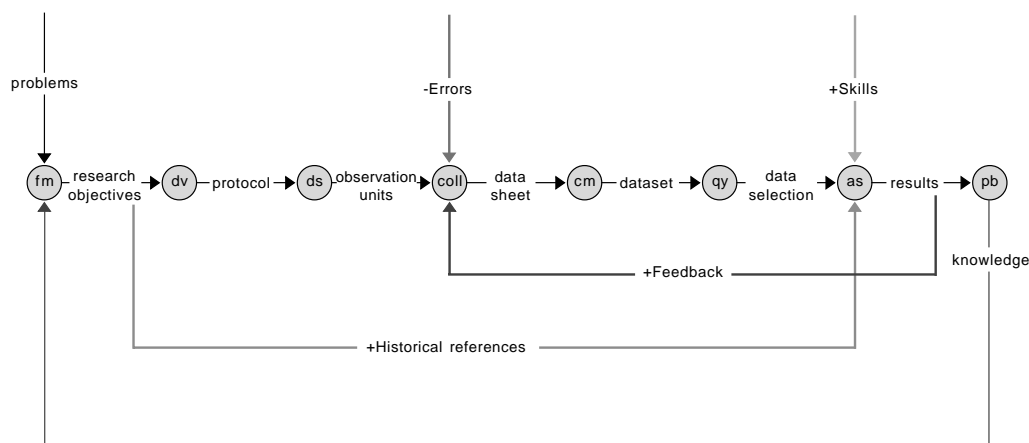 problems
-Errors
+Skills
fm
research
objectives
dv
protocol
ds
observation
units
coll
data
sheet
cm
dataset
qy
data
selection
as
results
pb
+Feedback
knowledge
+Historical references